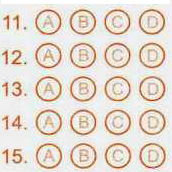 11. A B C D
12. A B C D
13. A B C D
14. A B C D
15. A B C D